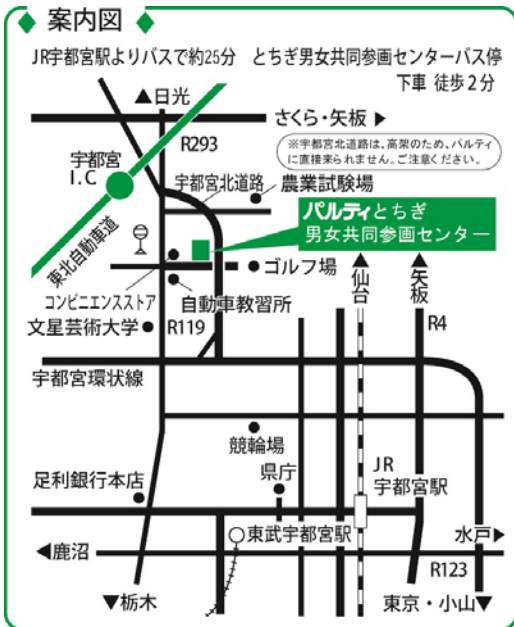 ◆ 案内図 ◆
JR宇都宮駅よりバスで約25分 とちぎ男女共同参画センターバス停
下車 徒歩2分
▲日光
さくら・矢板 ▶
R293
※宇都宮北道路は、高架のため、パルティ
に直接来られません。ご注意ください。
宇都宮
I.C
宇都宮北道路
農業試験場
東北自動車道
パルティとちぎ
男女共同参画センター
ゴルフ場
▲仙台
▲矢板
コンビニエンスストア
自動車教習所
文星芸術大学
R119
R4
宇都宮環状線
競輪場
足利銀行本店
県庁
JR
宇都宮駅
東武宇都宮駅
水戸▶
◀鹿沼
R123
▼栃木
東京・小山▼